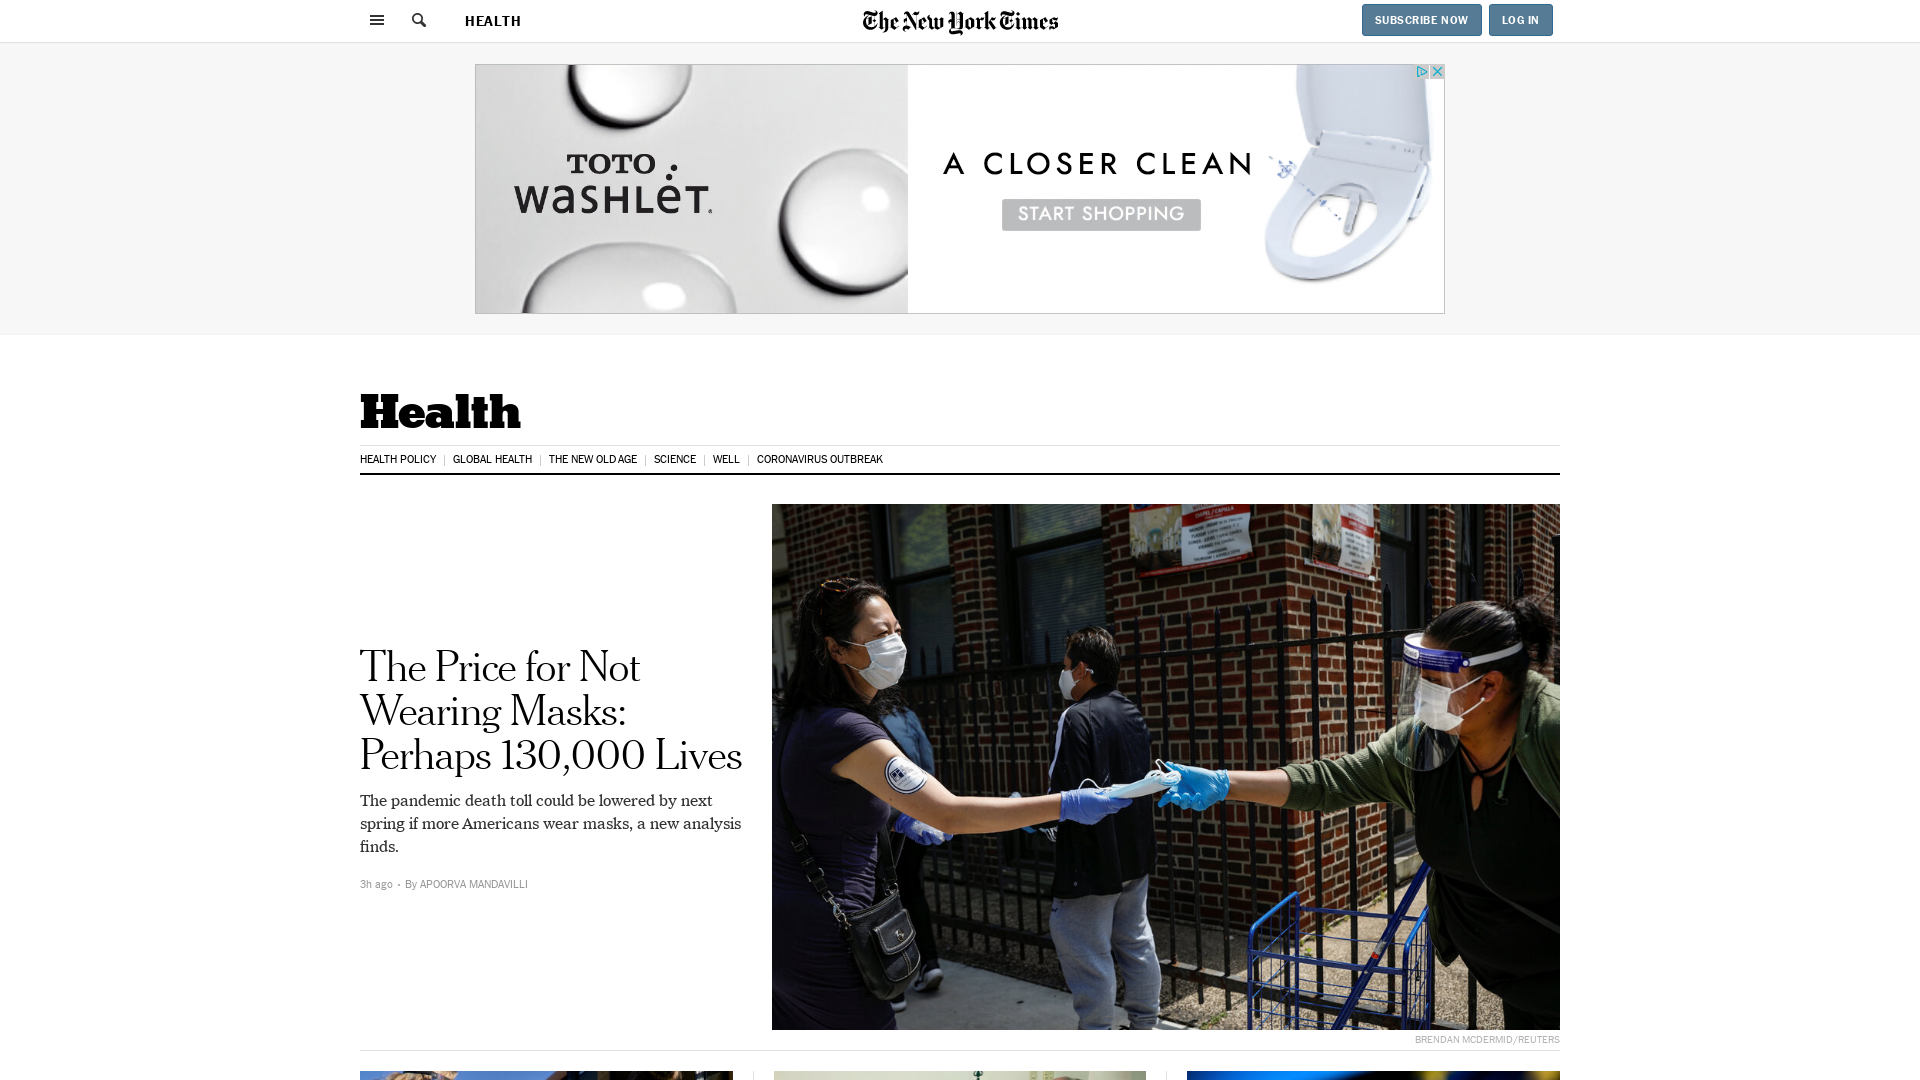 HEALTH
The New York Times
SUBSCRIBE NOW
LOG IN
TOTO
WASHLET®
A CLOSER CLEAN
START SHOPPING
Health
HEALTH POLICY
GLOBAL HEALTH
THE NEW OLD AGE
SCIENCE
WELL
CORONAVIRUS OUTBREAK
The Price for Not
Wearing Masks:
Perhaps 130,000 Lives
The pandemic death toll could be lowered by next
spring if more Americans wear masks, a new analysis
finds.
3h ago • By APOORVA MANDAVILLI
BRENDAN MCDERMID/REUTERS